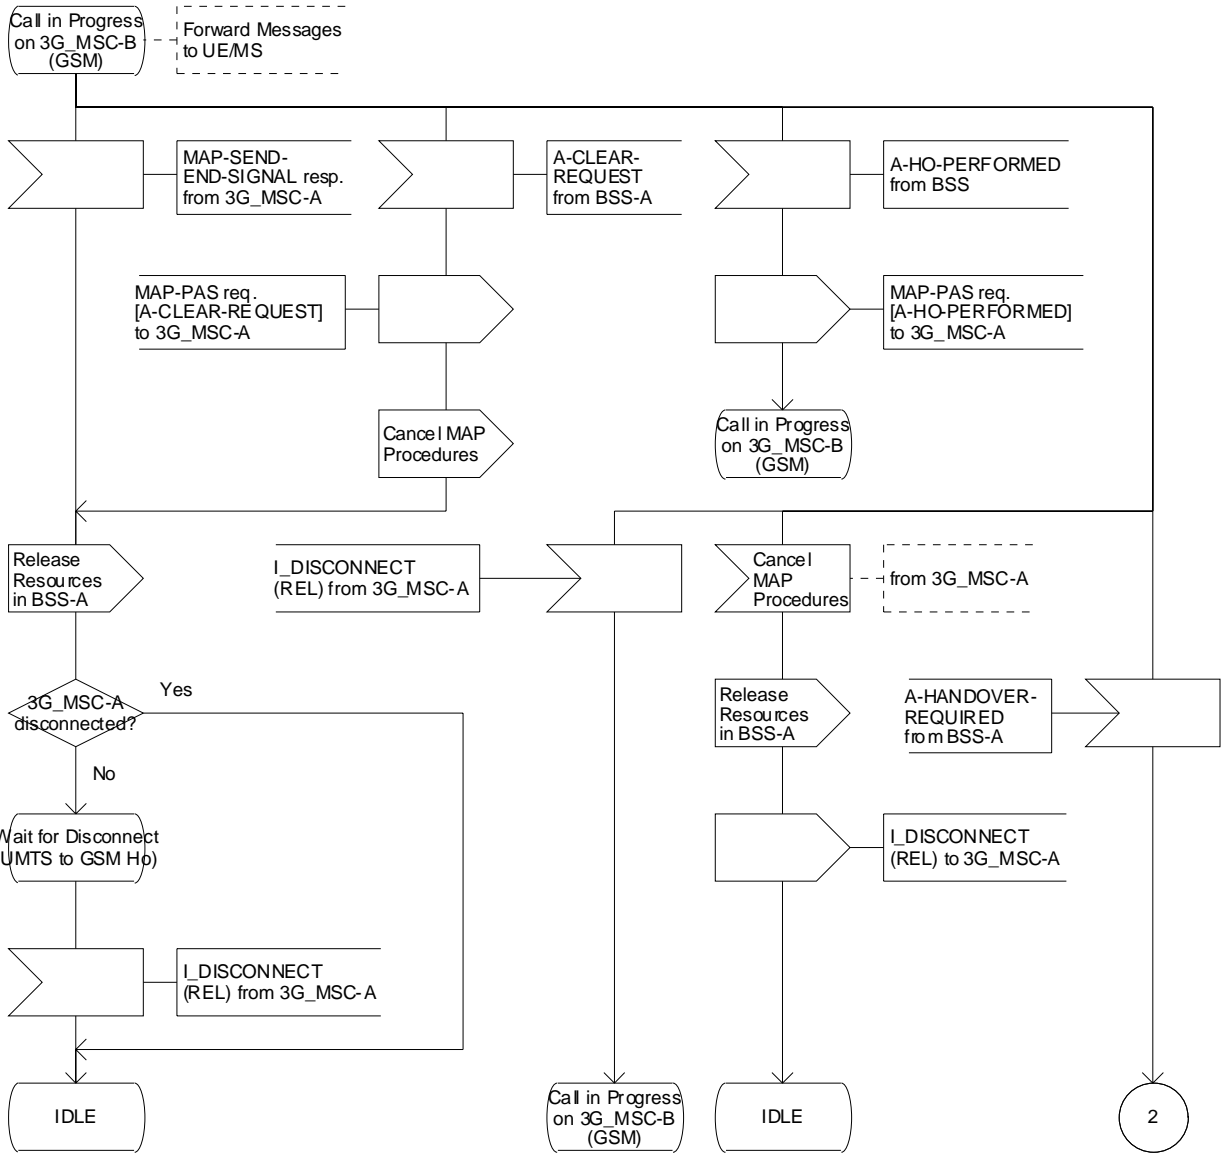 Call in Progress
on 3G_MSC-B
(GSM)
Forward Messages
to UE/MS
MAP-SEND-
END-SIGNAL resp.
from 3G_MSC-A
A-CLEAR-
REQUEST
from BSS-A
A-HO-PERFORMED
from BSS
MAP-PAS req.
[A-CLEAR-REQUEST]
to 3G_MSC-A
MAP-PAS req.
[A-HO-PERFORMED]
to 3G_MSC-A
Cancel MAP
Procedures
Call in Progress
on 3G_MSC-B
(GSM)
Release
Resources
in BSS-A
I_DISCONNECT
(REL) from 3G_MSC-A
Cancel
MAP
Procedures
from 3G_MSC-A
3G_MSC-A
disconnected?
Yes
No
Release
Resources
in BSS-A
A-HANDOVER-
REQUIRED
from BSS-A
Wait for Disconnect
UMTS to GSM Ho)
I_DISCONNECT
(REL) to 3G_MSC-A
I_DISCONNECT
(REL) from 3G_MSC-A
IDLE
Call in Progress
on 3G_MSC-B
(GSM)
IDLE
2